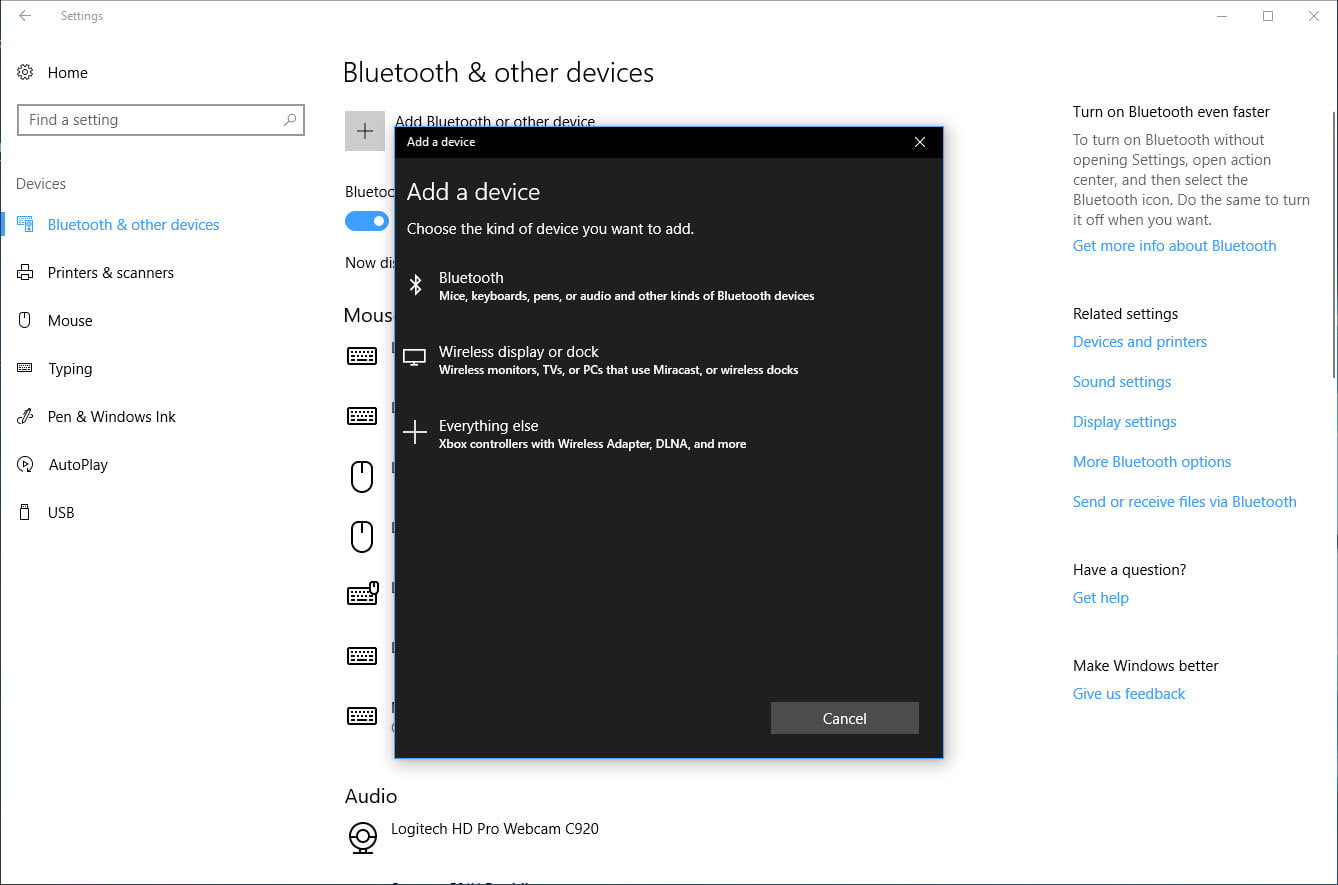 Settings
Home
Find a setting
Devices
Bluetooth & other devices
Printers & scanners
Mouse
Typing
Pen & Windows Ink
AutoPlay
USB
Bluetooth & other devices
Add Bluetooth or other device
Add a device
Add a device
Choose the kind of device you want to add.
Bluetooth
Mice, keyboards, pens, or audio and other kinds of Bluetooth devices
Wireless display or dock
Wireless monitors, TVs, or PCs that use Miracast, or wireless docks
Everything else
Xbox controllers with Wireless Adapter, DLNA, and more
Cancel
Now
Audio
Logitech HD Pro Webcam C920
Turn on Bluetooth even faster
To turn on Bluetooth without
opening Settings, open action
center, and then select the
Bluetooth icon. Do the same to turn
it off when you want.
Get more info about Bluetooth
Related settings
Devices and printers
Sound settings
Display settings
More Bluetooth options
Send or receive files via Bluetooth
Have a question?
Get help
Make Windows better
Give us feedback